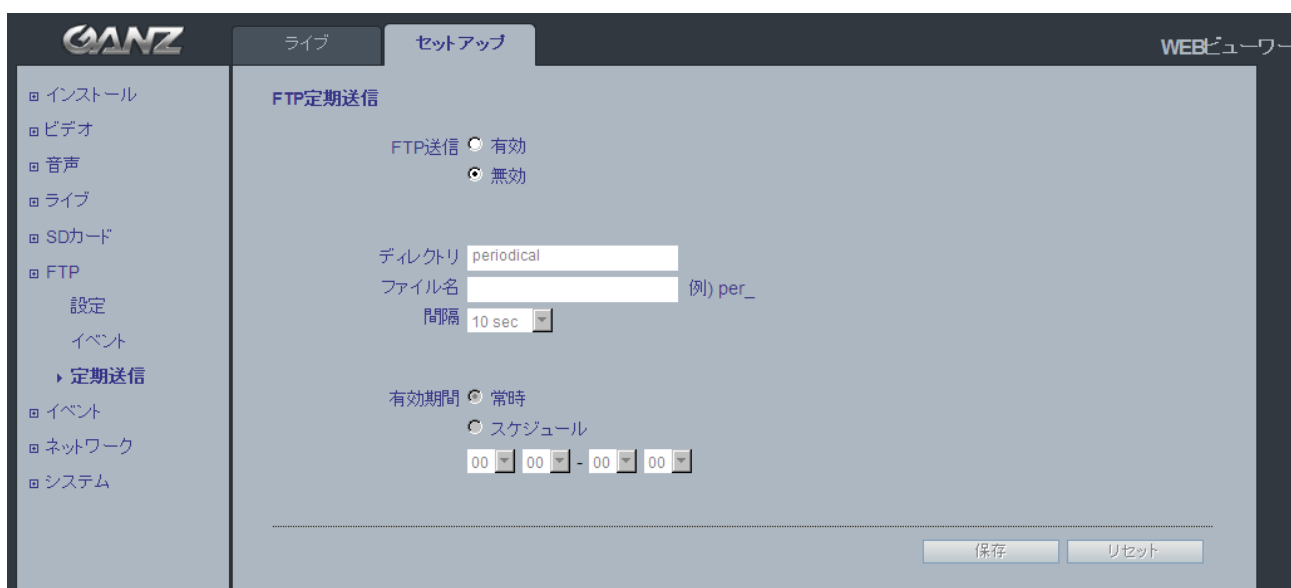 GANZ
ライブ
セットアップ
WEBビューワー
インストール
ビデオ
音声
ライブ
SDカード
FTP
設定
イベント
定期送信
イベント
ネットワーク
システム
FTP定期送信
FTP送信 有効
無効
ディレクトリ periodical
ファイル名 例) per_
間隔 10 sec
有効期間 常時
スケジュール
00 00 - 00 00
保存 リセット